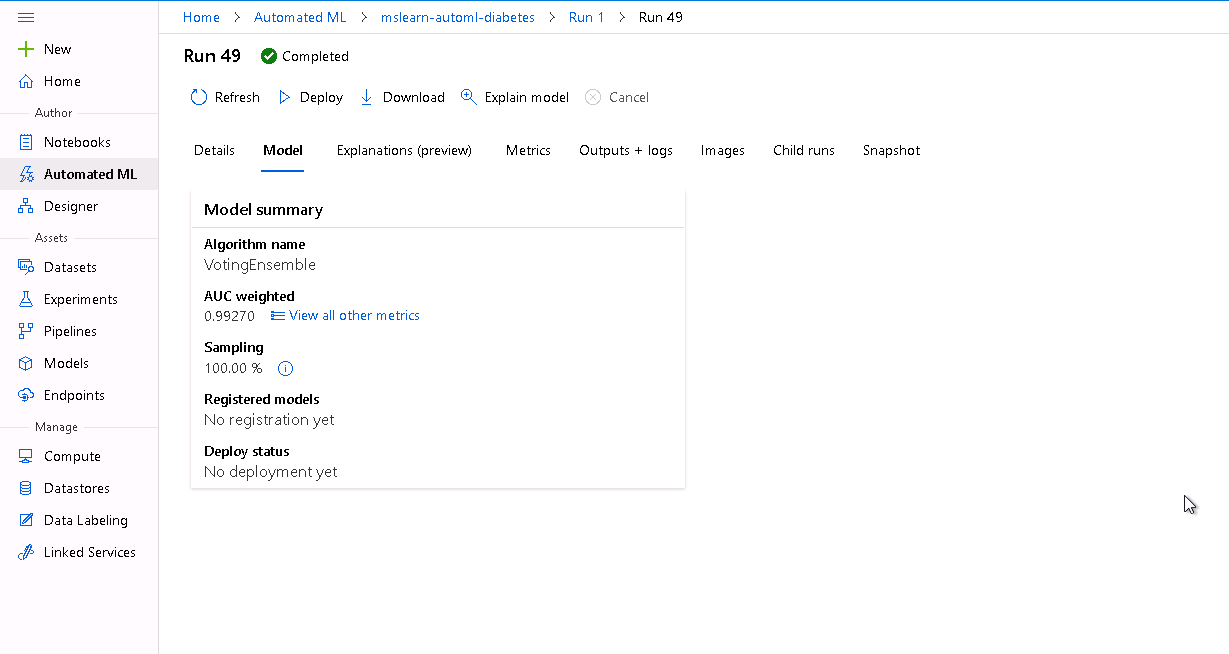 Home > Automated ML > mslearn-automl-diabetes > Run 1 > Run 49
New
Home
Author
Notebooks
Automated ML
Designer
Assets
Datasets
Experiments
Pipelines
Models
Endpoints
Manage
Compute
Datastores
Data Labeling
Linked Services
Run 49 Completed
Refresh Deploy Download Explain model Cancel
Details Model Explanations (preview) Metrics Outputs + logs Images Child runs Snapshot
Model summary
Algorithm name
VotingEnsemble
AUC weighted
0.99270 View all other metrics
Sampling
100.00 %
Registered models
No registration yet
Deploy status
No deployment yet